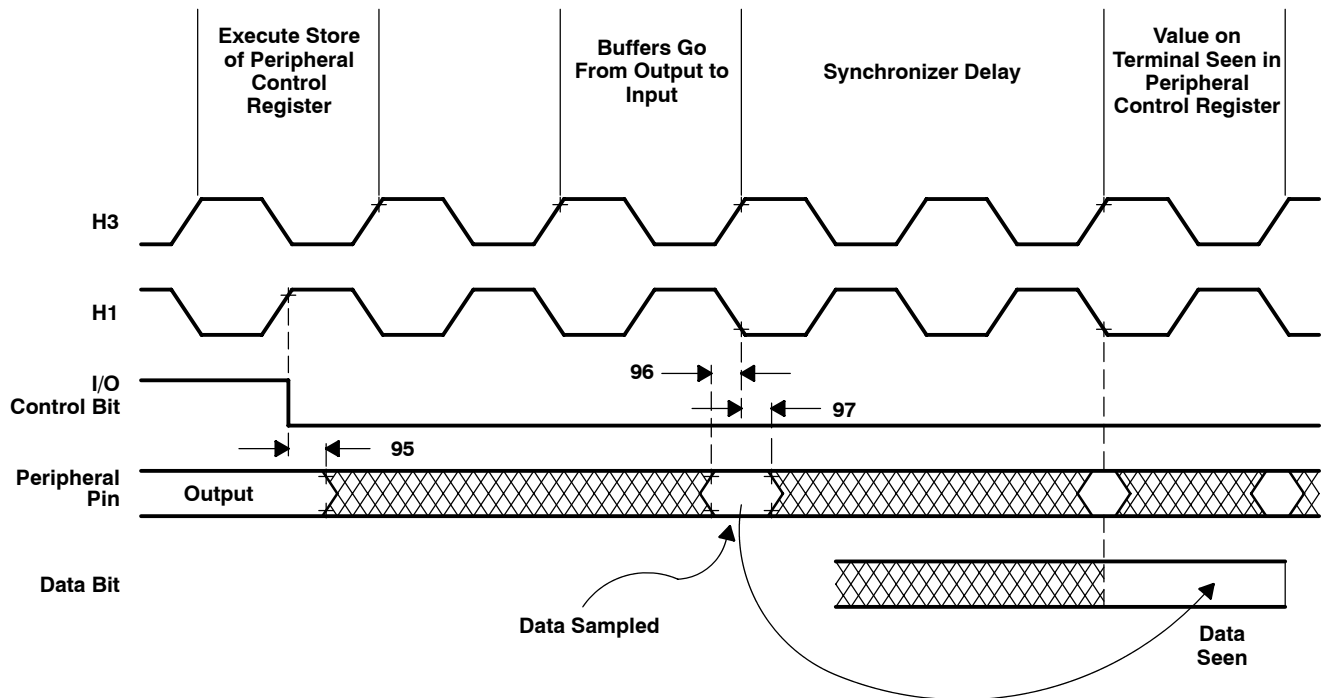 Execute Store
of Peripheral
Control
Register
Buffers Go
From Output to
Input
Synchronizer Delay
Value on
Terminal Seen in
Peripheral
Control Register
H3
H1
I/O
Control Bit
96
97
95
Peripheral
Pin
Output
Data Bit
Data Sampled
Data
Seen